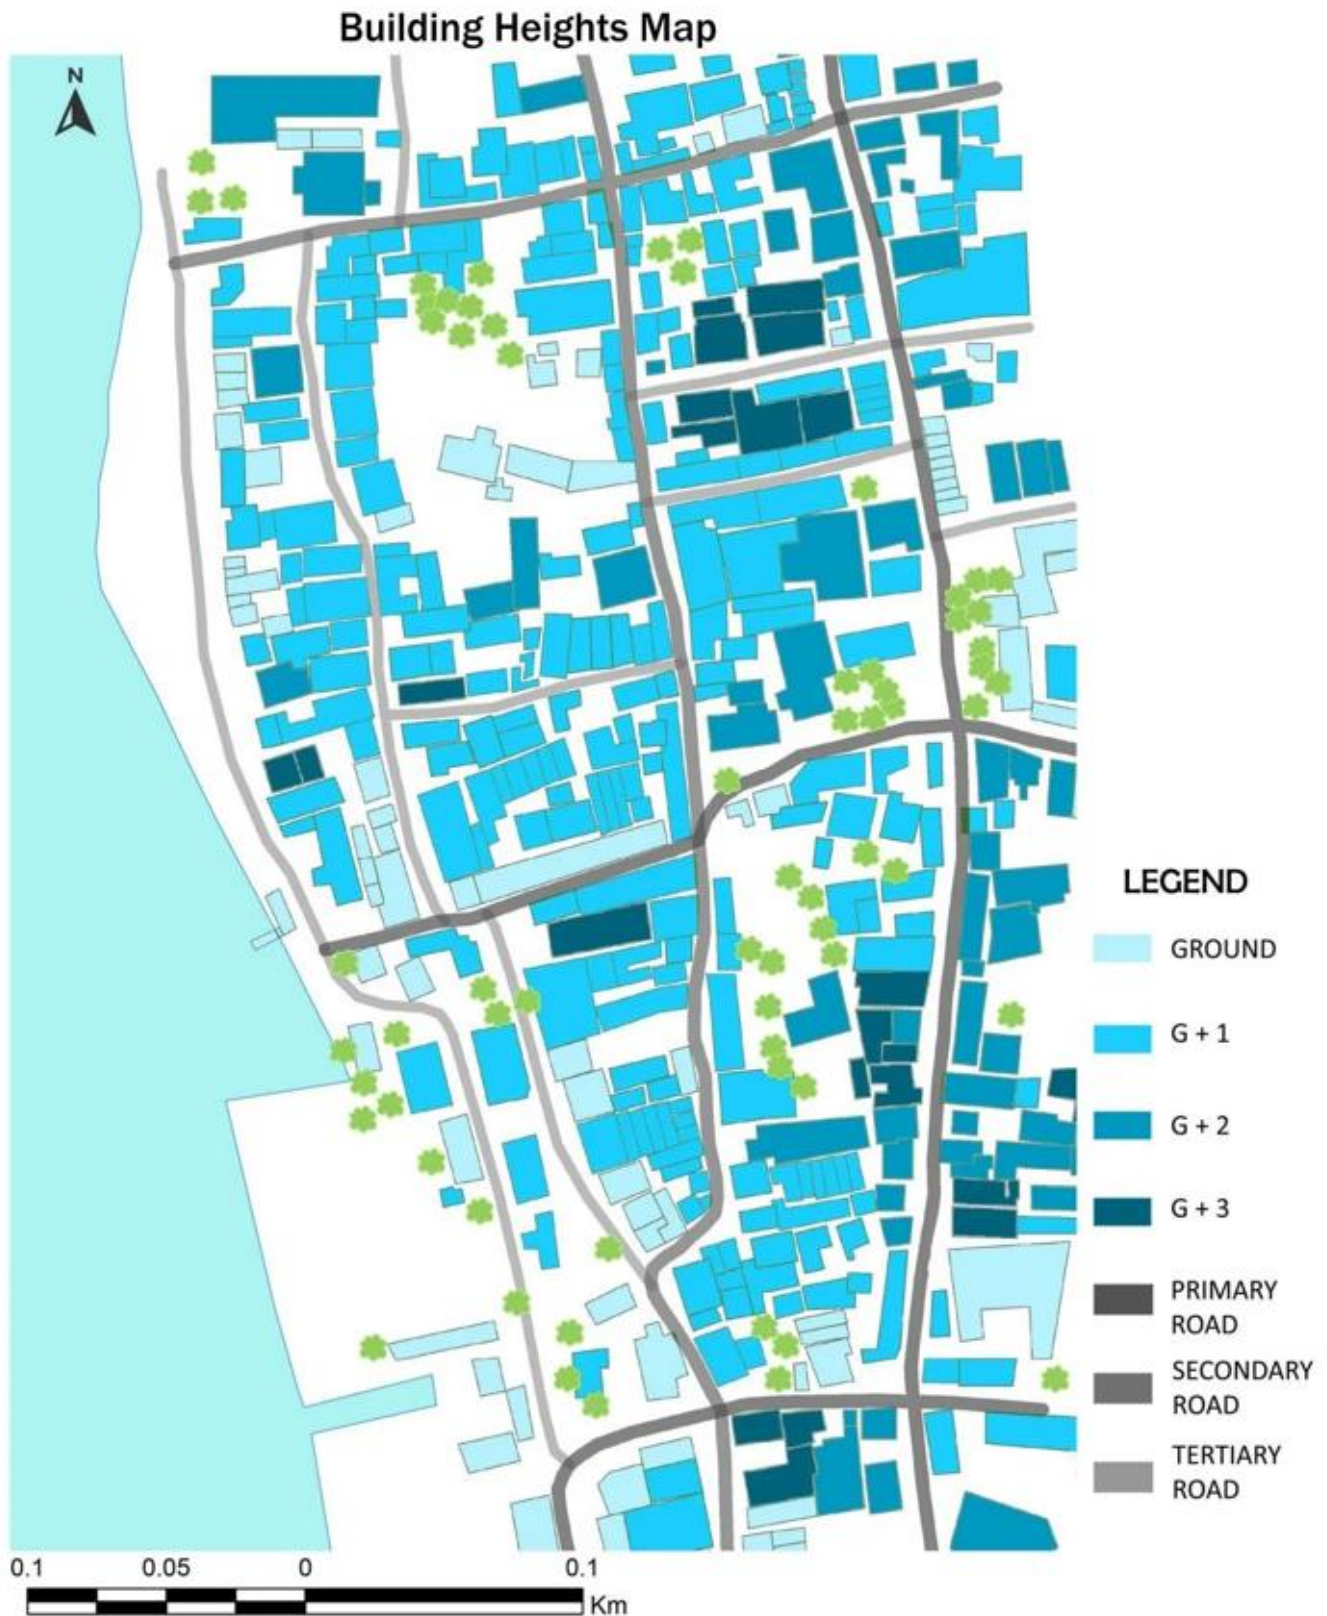 Building Heights Map
N
LEGEND
GROUND
G + 1
G + 2
G + 3
PRIMARY
ROAD
SECONDARY
ROAD
TERTIARY
ROAD
0.1 0.05 0 0.1
Km